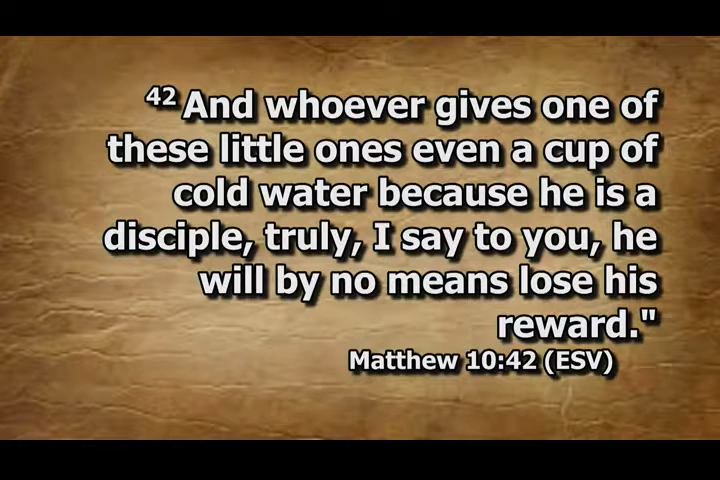 42 And whoever gives one of
these little ones even a cup of
cold water because he is a
disciple, truly, I say to you, he
will by no means lose his
reward."
Matthew 10:42 (ESV)